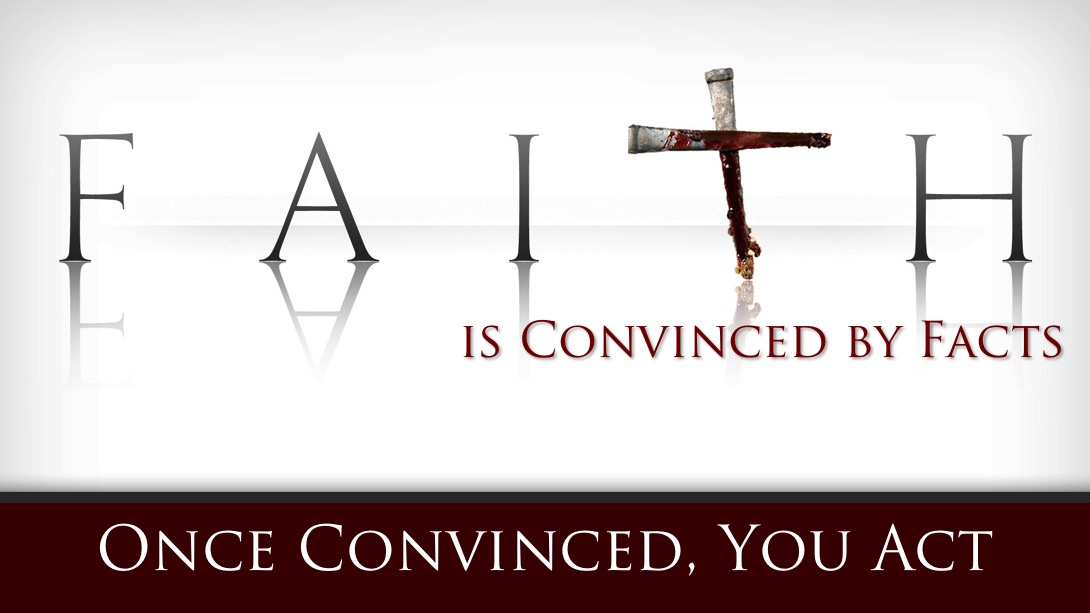 FAITH
is Convinced by Facts
Once Convinced, You Act